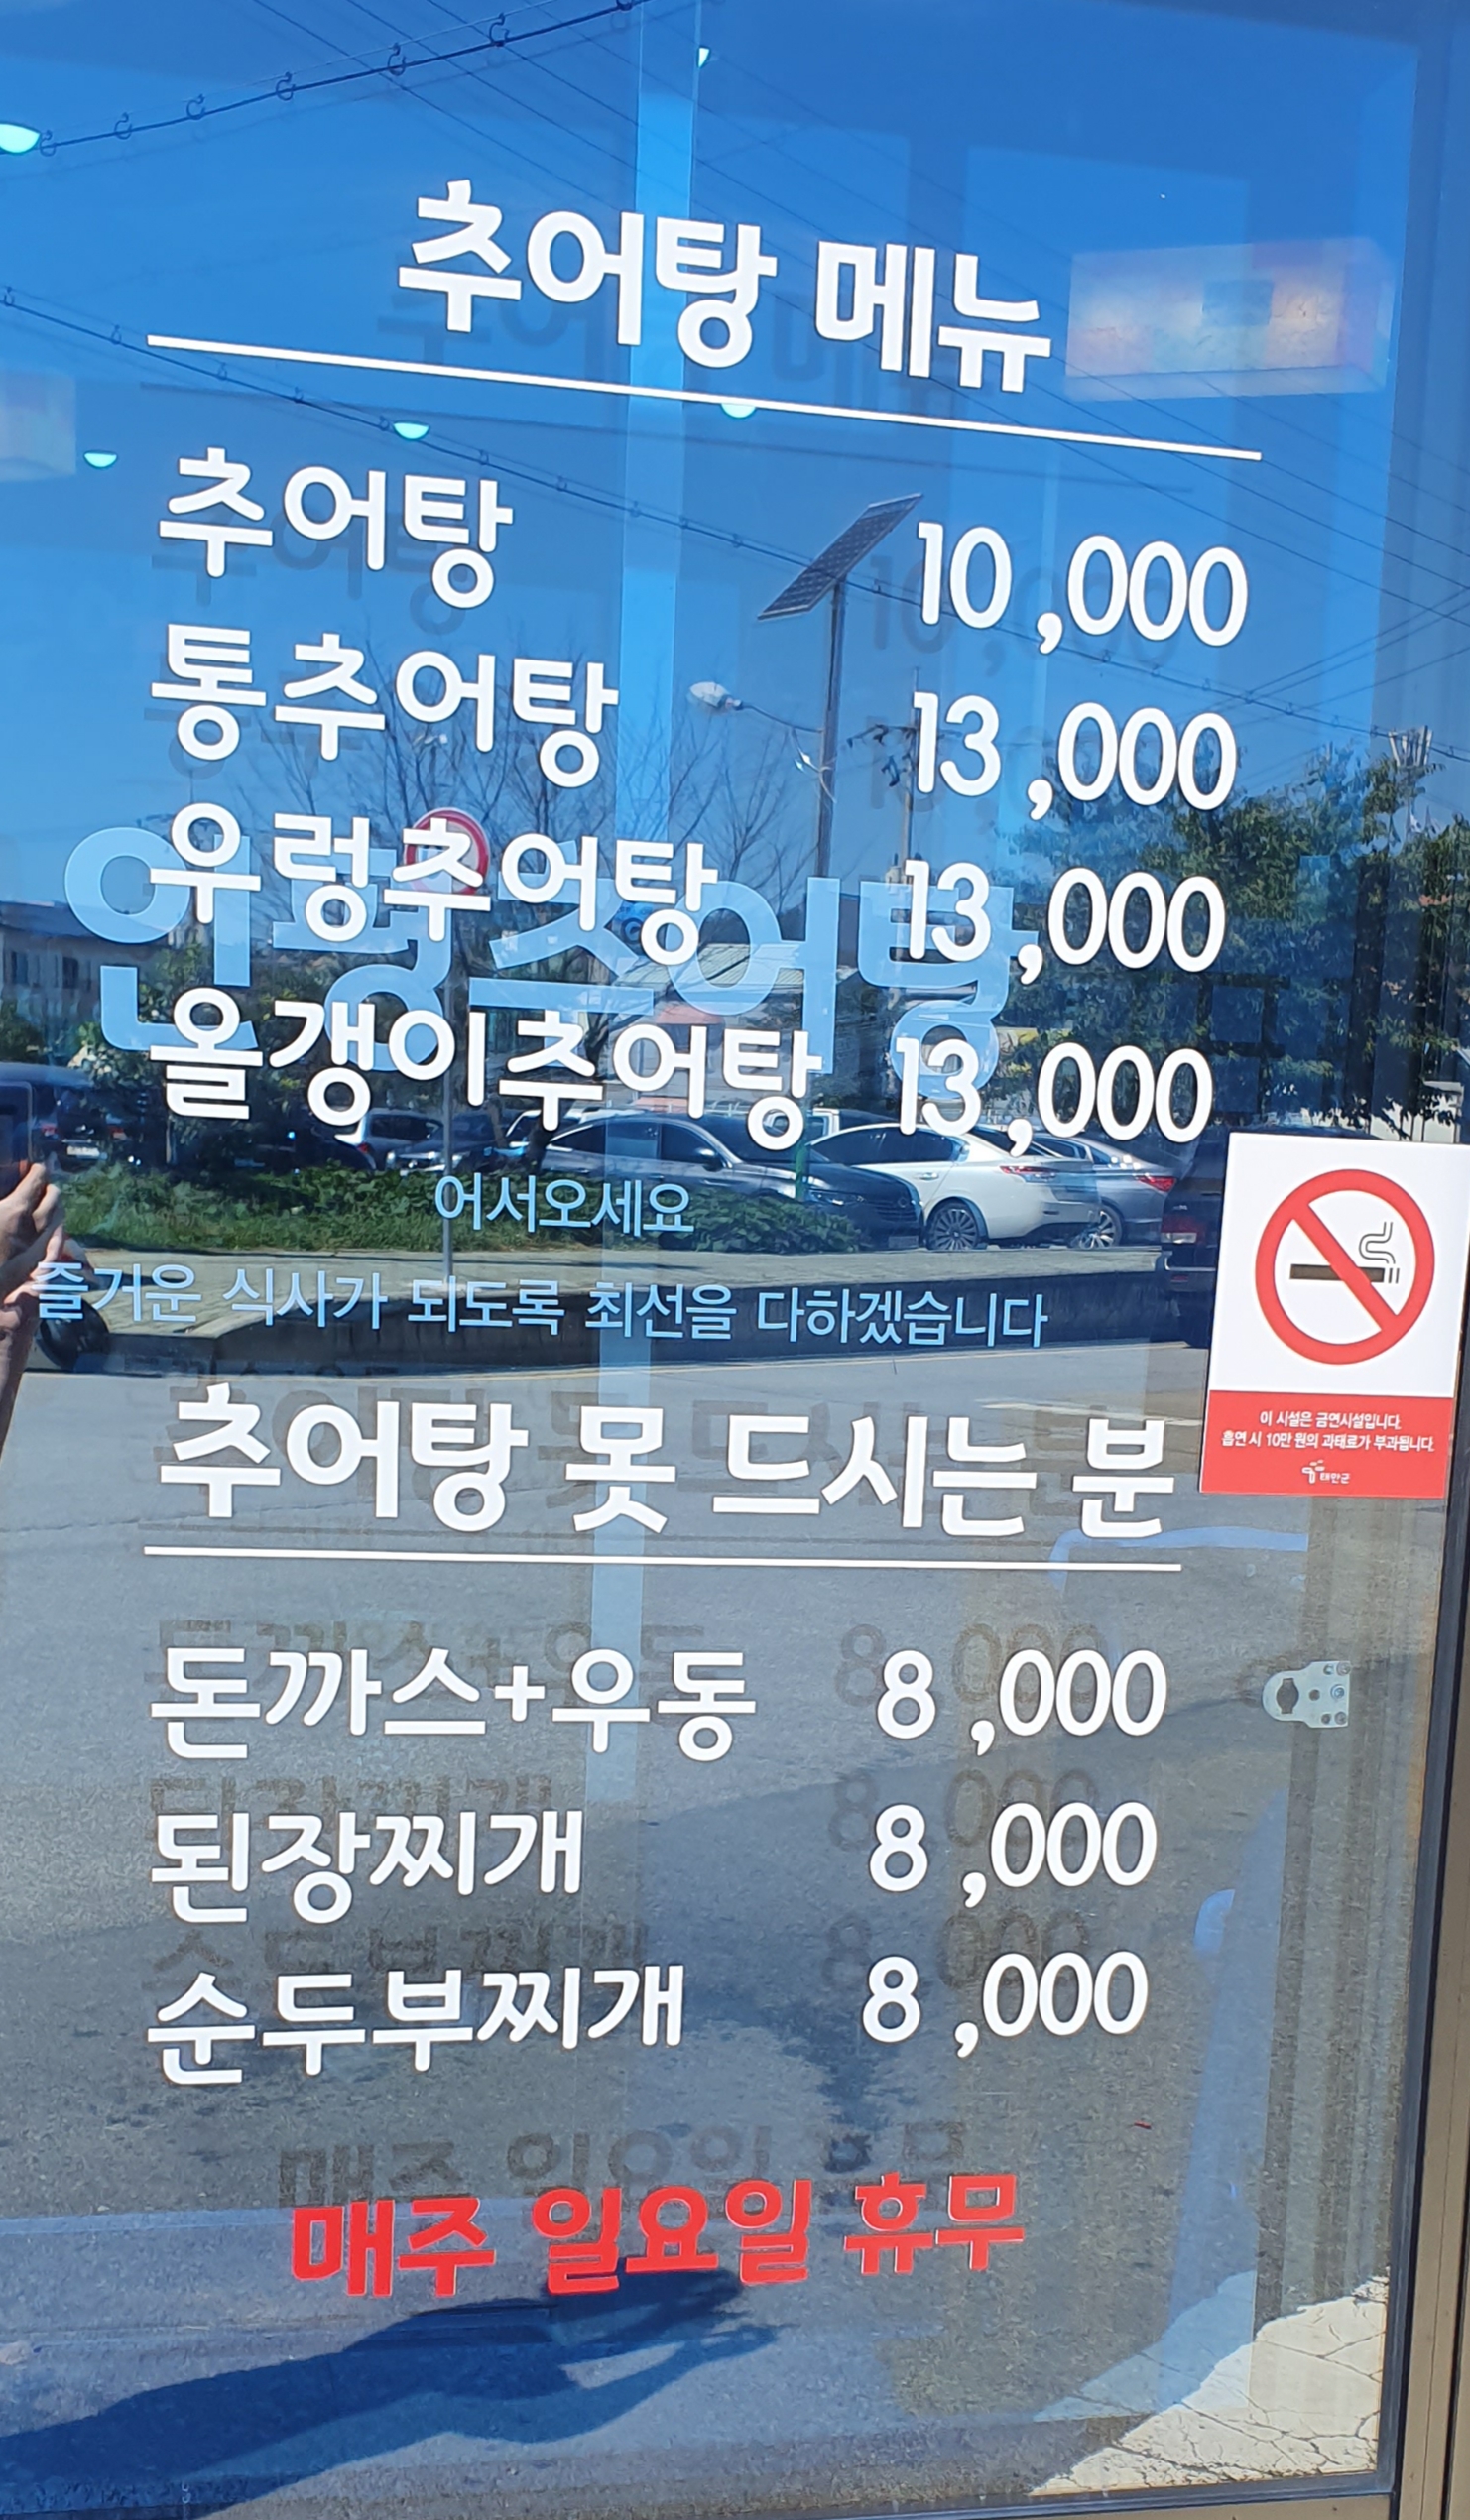 추어탕 메뉴
추어탕 10,000
통추어탕 13,000
우렁추어탕 13,000
올갱이추어탕 13,000
추어탕
어서오세요
즐거운 식사가 되도록 최선을 다하겠습니다
이 시설은 금연시설입니다.
흡연 시 10만 원의 과태료가 부과됩니다.
태안군
추어탕 못 드시는 분
돈까스+우동 8,000
된장찌개 8,000
순두부찌개 8,000
매주 일요일 휴무